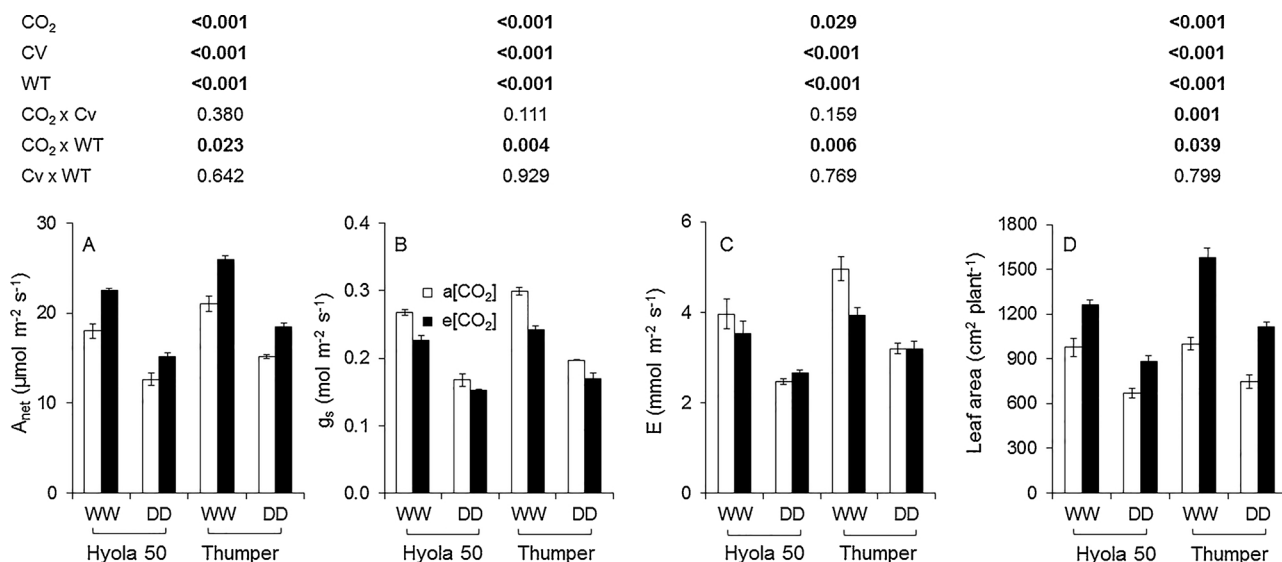 CO₂ <0.001 <0.001 0.029 <0.001
CV <0.001 <0.001 <0.001 <0.001
WT <0.001 <0.001 <0.001 <0.001
CO₂ x Cv 0.380 0.111 0.159 0.001
CO₂ x WT 0.023 0.004 0.006 0.039
Cv x WT 0.642 0.929 0.769 0.799
A
Aₙₑₜ (µmol m⁻² s⁻¹)
30
20
10
0
WW DD WW DD
Hyola 50 Thumper
B
gₛ (mol m⁻² s⁻¹)
0.4
0.3
0.2
0.1
0.0
a[CO₂]
e[CO₂]
WW DD WW DD
Hyola 50 Thumper
C
E (mmol m⁻² s⁻¹)
6
4
2
0
WW DD WW DD
Hyola 50 Thumper
D
Leaf area (cm² plant⁻¹)
1800
1500
1200
900
600
300
0
WW DD WW DD
Hyola 50 Thumper